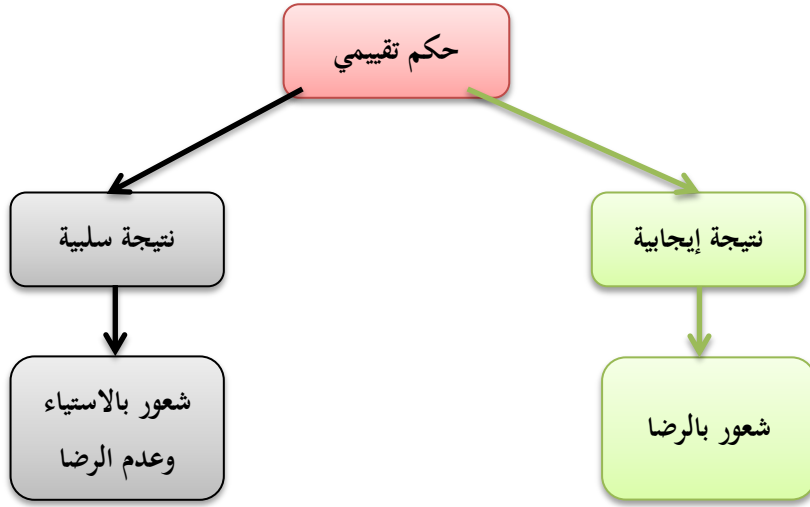 حكم تقييمي
نتيجة إيجابية
نتيجة سلبية
شعور بالرضا
شعور بالاستياء
وعدم الرضا